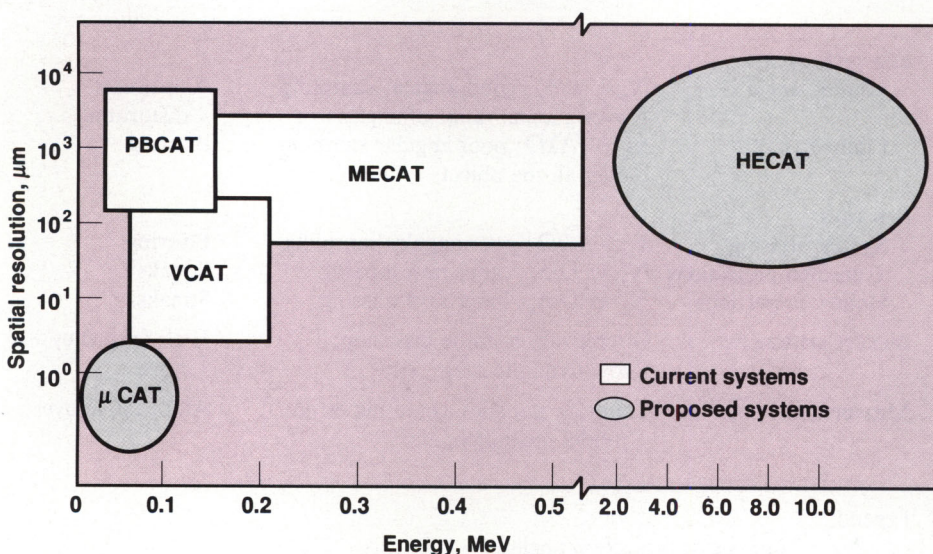 Spatial resolution, μm
10⁴
10³
10²
10¹
10⁰
PBCAT
MECAT
HECAT
VCAT
μ CAT
Current systems
Proposed systems
0 0.1 0.2 0.3 0.4 0.5 2.0 4.0 6.0 8.0 10.0
Energy, MeV